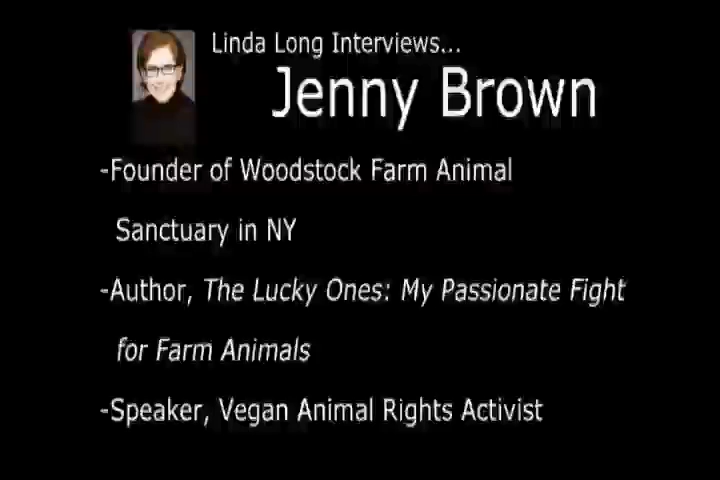 Linda Long Interviews...
Jenny Brown
-Founder of Woodstock Farm Animal
Sanctuary in NY
-Author, The Lucky Ones: My Passionate Fight
for Farm Animals
-Speaker, Vegan Animal Rights Activist